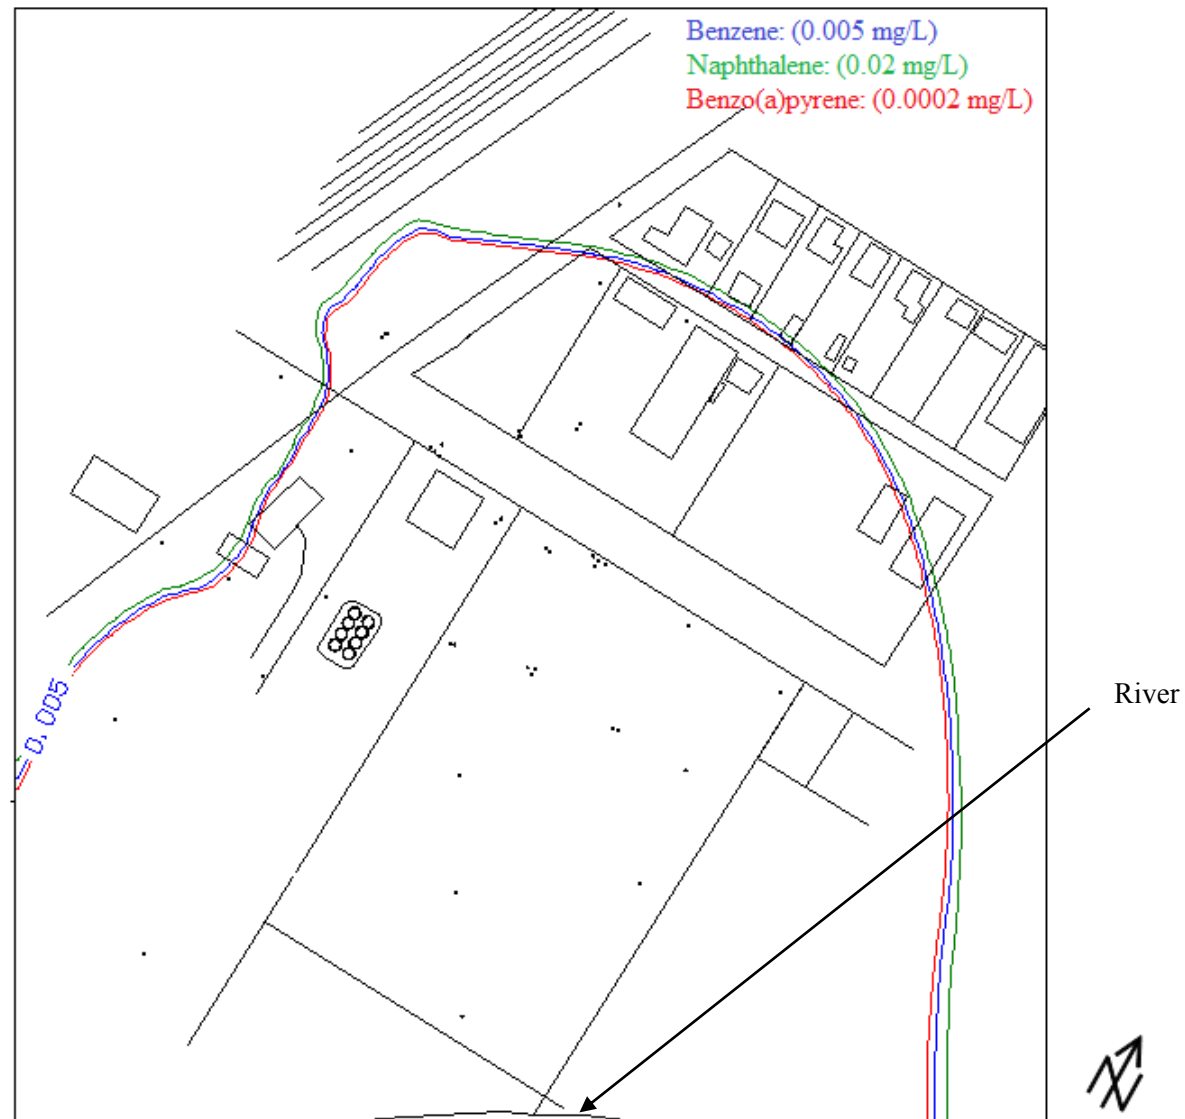 Benzene: (0.005 mg/L)
Naphthalene: (0.02 mg/L)
Benzo(a)pyrene: (0.0002 mg/L)
River
0.005
N